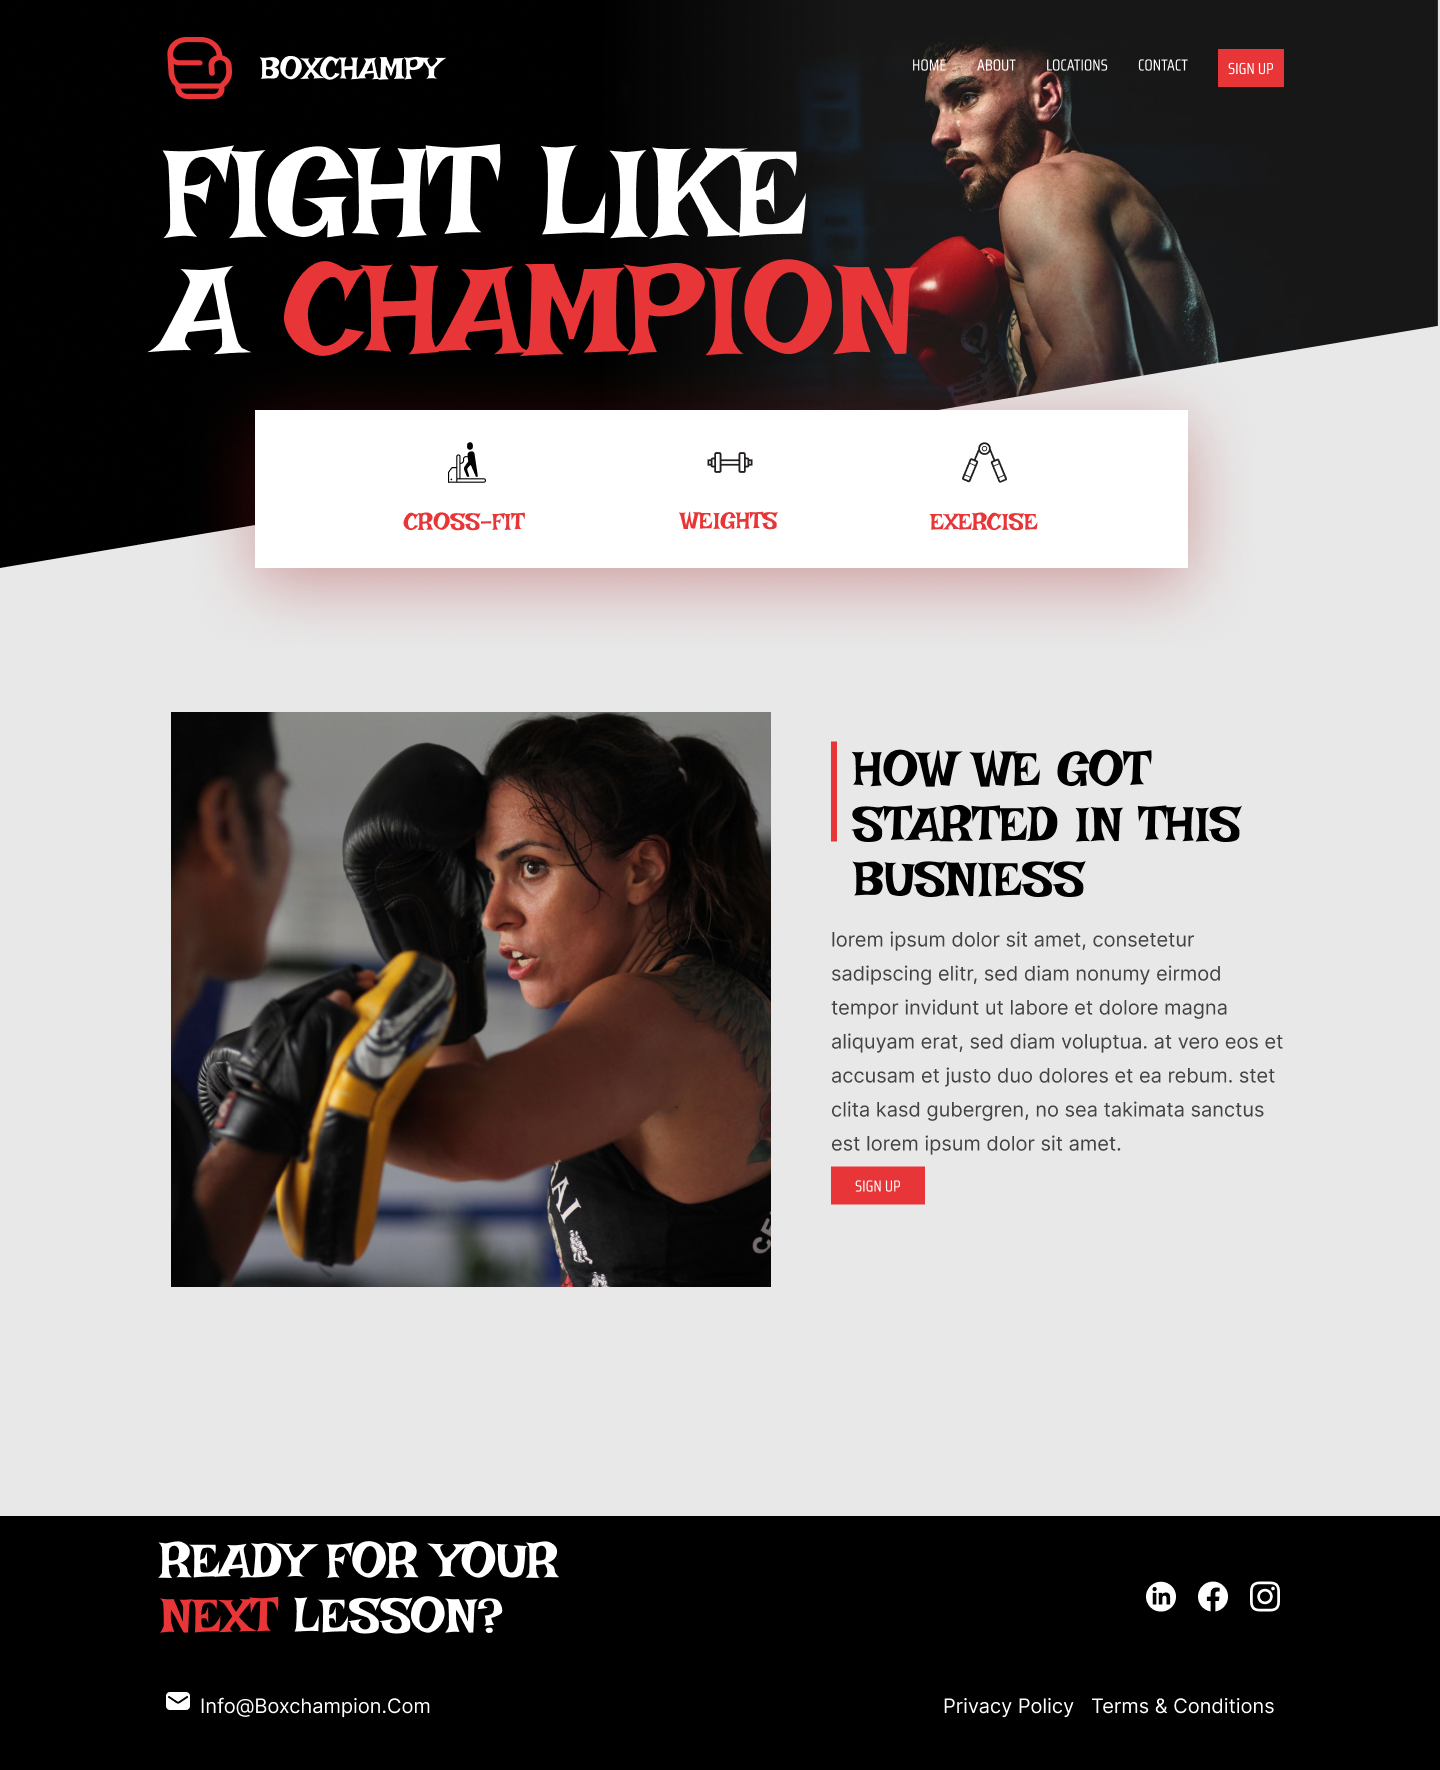 BOXCHAMPY
HOME ABOUT LOCATIONS CONTACT SIGN UP
FIGHT LIKE
A CHAMPION
CROSS-FIT WEIGHTS EXERCISE
HOW WE GOT
STARTED IN THIS
BUSNIESS
lorem ipsum dolor sit amet, consetetur
sadipscing elitr, sed diam nonumy eirmod
tempor invidunt ut labore et dolore magna
aliquyam erat, sed diam voluptua. at vero eos et
accusam et justo duo dolores et ea rebum. stet
clita kasd gubergren, no sea takimata sanctus
est lorem ipsum dolor sit amet.
SIGN UP
READY FOR YOUR
NEXT LESSON?
in
Info@Boxchampion.Com
Privacy Policy Terms & Conditions